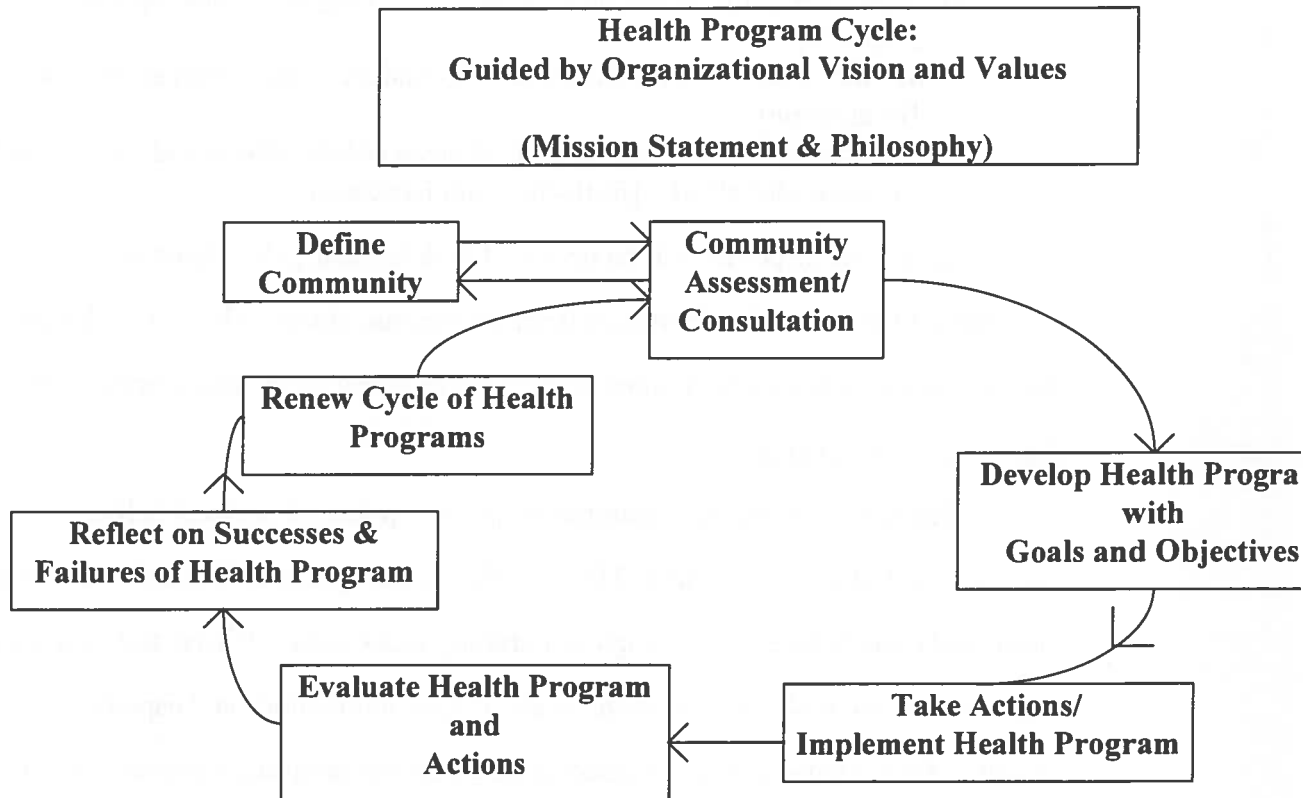 Health Program Cycle:
Guided by Organizational Vision and Values
(Mission Statement & Philosophy)
Define
Community
Community
Assessment/
Consultation
Renew Cycle of Health
Programs
Develop Health Progra
with
Goals and Objectives
Reflect on Successes &
Failures of Health Program
Evaluate Health Program
and
Actions
Take Actions/
Implement Health Program